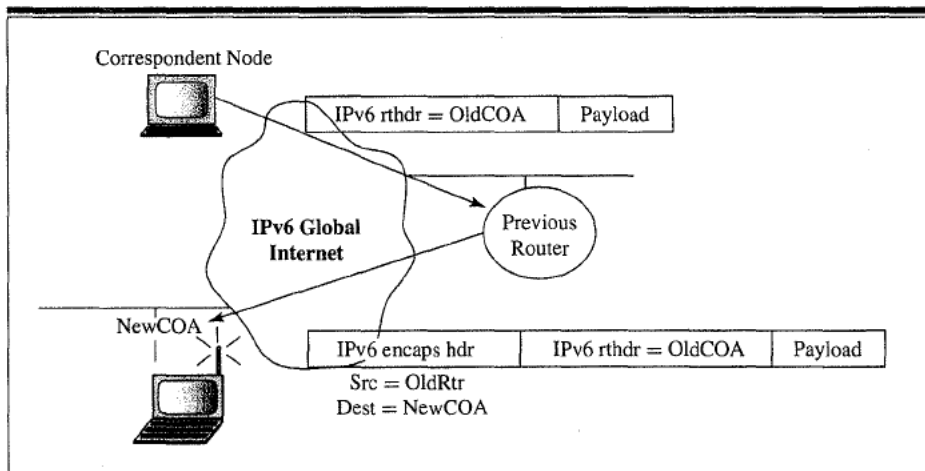 Correspondent Node
IPv6 rthdr = OldCOA
Payload
IPv6 Global
Internet
Previous
Router
NewCOA
IPv6 encaps hdr
IPv6 rthdr = OldCOA
Payload
Src = OldRtr
Dest = NewCOA